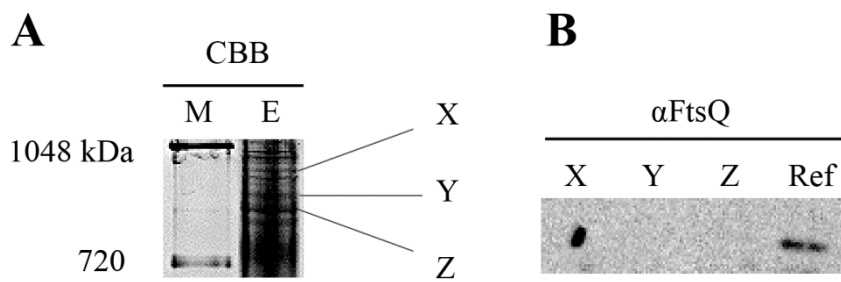 A
CBB
M E
1048 kDa
720
X
Y
Z
B
αFtsQ
X Y Z Ref